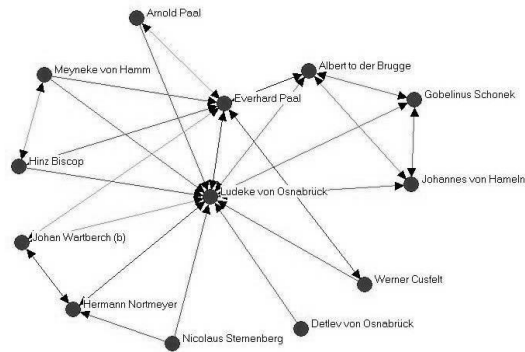 Arnold Paal
Albert to der Brugge
Meyneke von Hamm
Gobelinus Schonek
Everhard Paal
Hinz Biscop
Johannes von Hameln
Ludeke von Osnabrück
Johan Wartberch (b)
Werner Cusfelt
Hermann Nortmeyer
Detlev von Osnabrück
Nicolaus Sternenberg